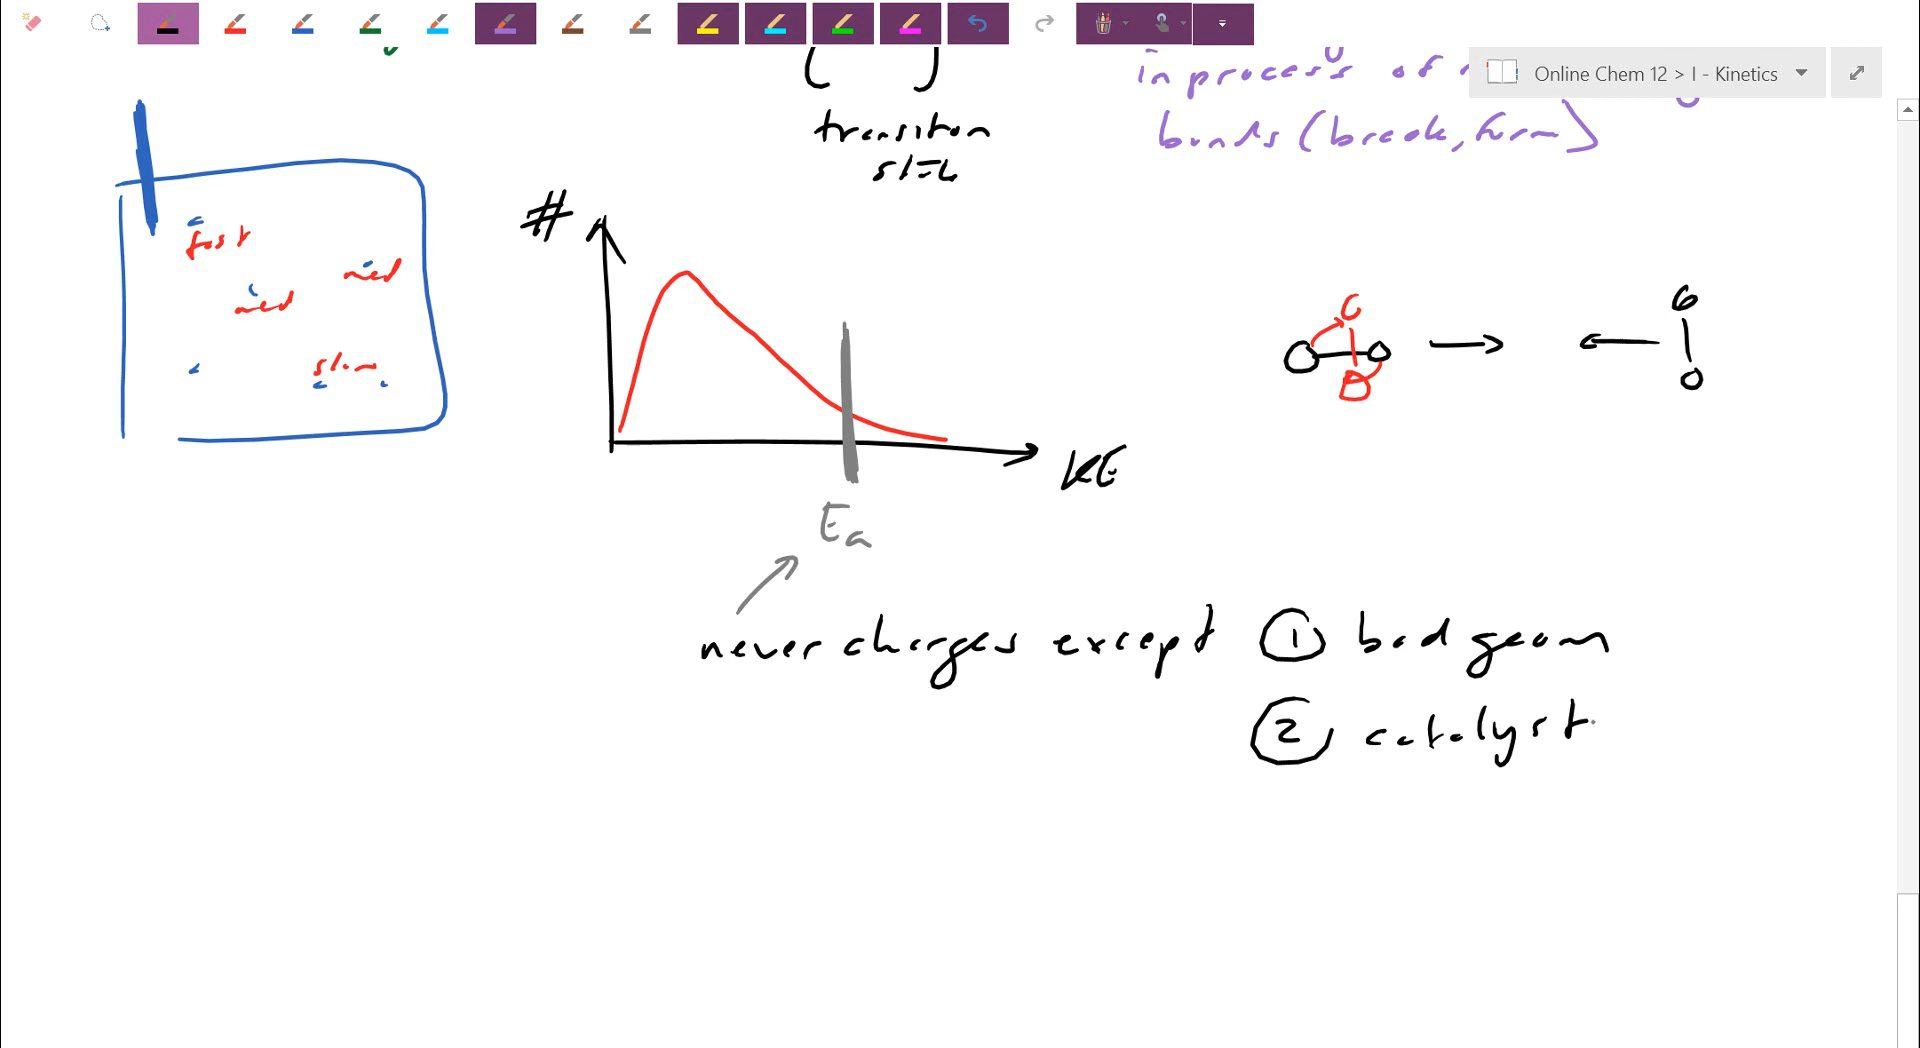 in process of
Online Chem 12 > I - Kinetics
bonds (break, form)
transition
state
#
fast
med
med
slow
KE
Ea
never changes except ① bad geom
② catalyst